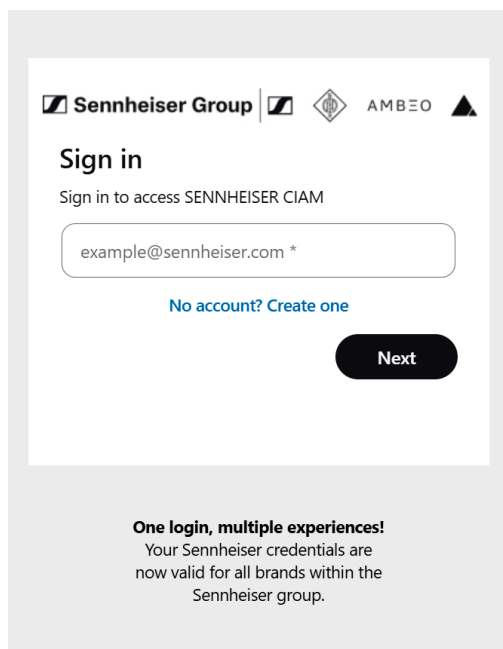 Sennheiser Group AMBEO
Sign in
Sign in to access SENNHEISER CIAM
example@sennheiser.com *
No account? Create one
Next
One login, multiple experiences!
Your Sennheiser credentials are
now valid for all brands within the
Sennheiser group.